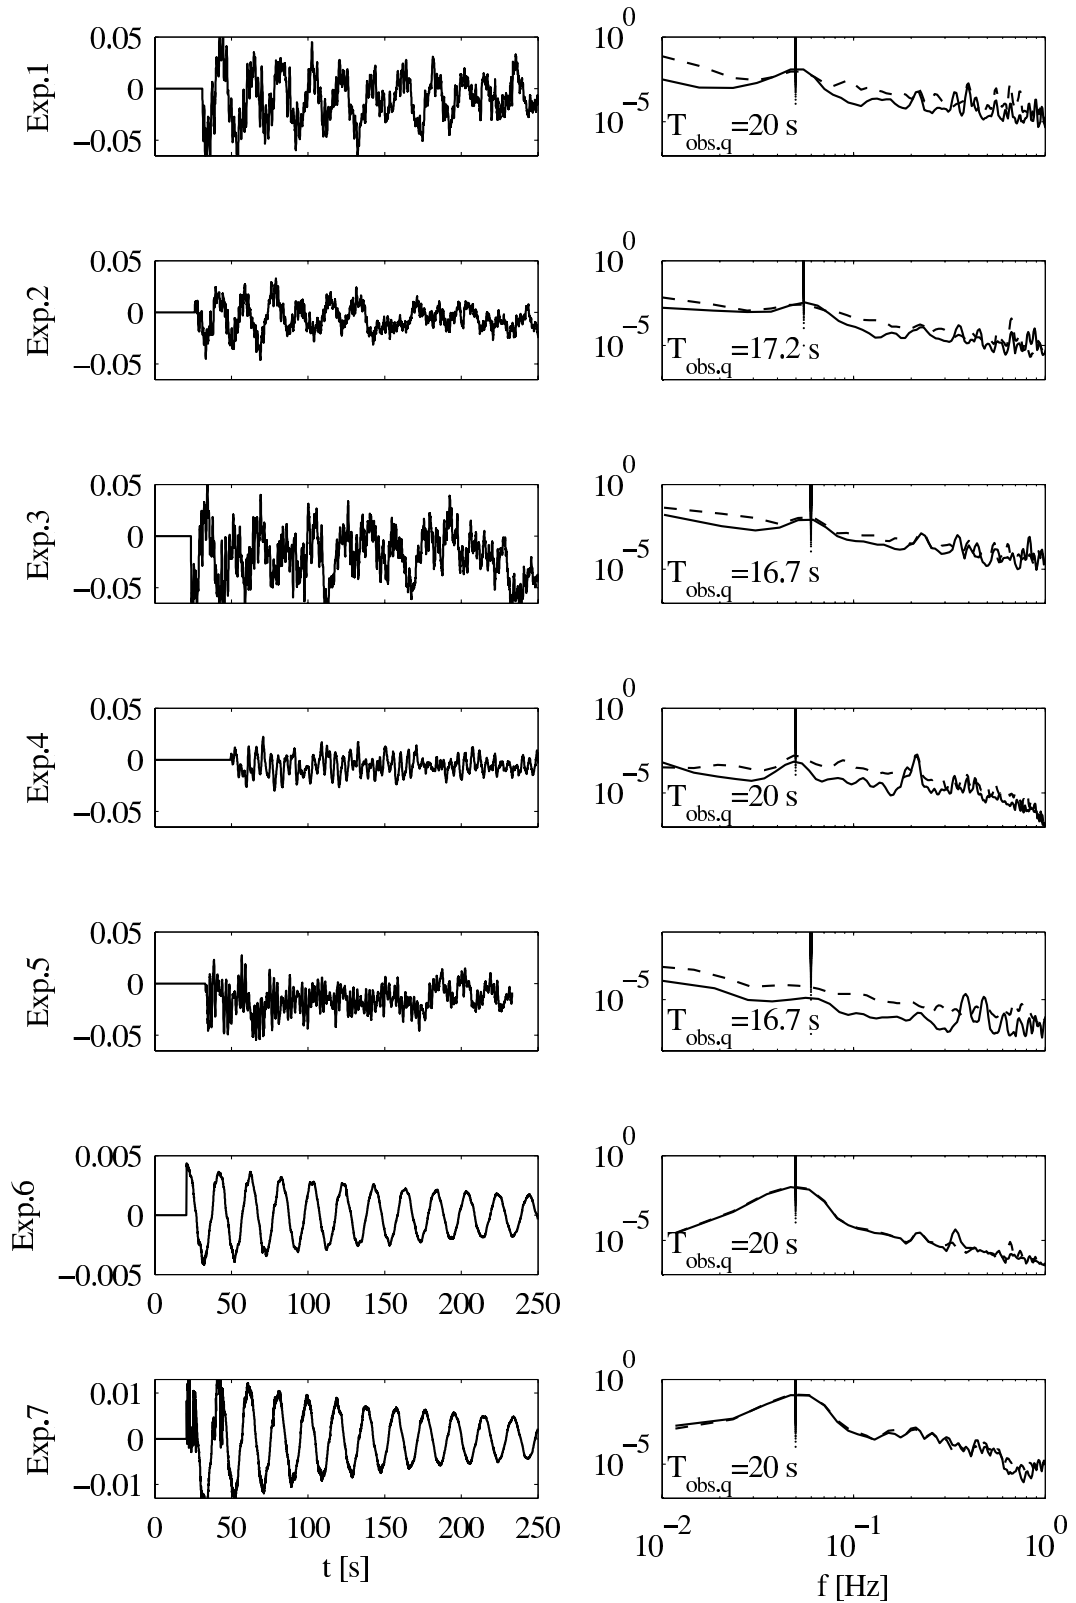 Exp.1
0.05
0
−0.05
10^0
10^−5
T_obs.q=20 s
Exp.2
0.05
0
−0.05
10^0
10^−5
T_obs.q=17.2 s
Exp.3
0.05
0
−0.05
10^0
10^−5
T_obs.q=16.7 s
Exp.4
0.05
0
−0.05
10^0
10^−5
T_obs.q=20 s
Exp.5
0.05
0
−0.05
10^−5
T_obs.q=16.7 s
Exp.6
0.005
0
−0.005
0 50 100 150 200 250
10^0
10^−5
T_obs.q=20 s
Exp.7
0.01
0
−0.01
0 50 100 150 200 250
t [s]
10^0
10^−5
T_obs.q=20 s
10^−2 10^−1 10^0
f [Hz]